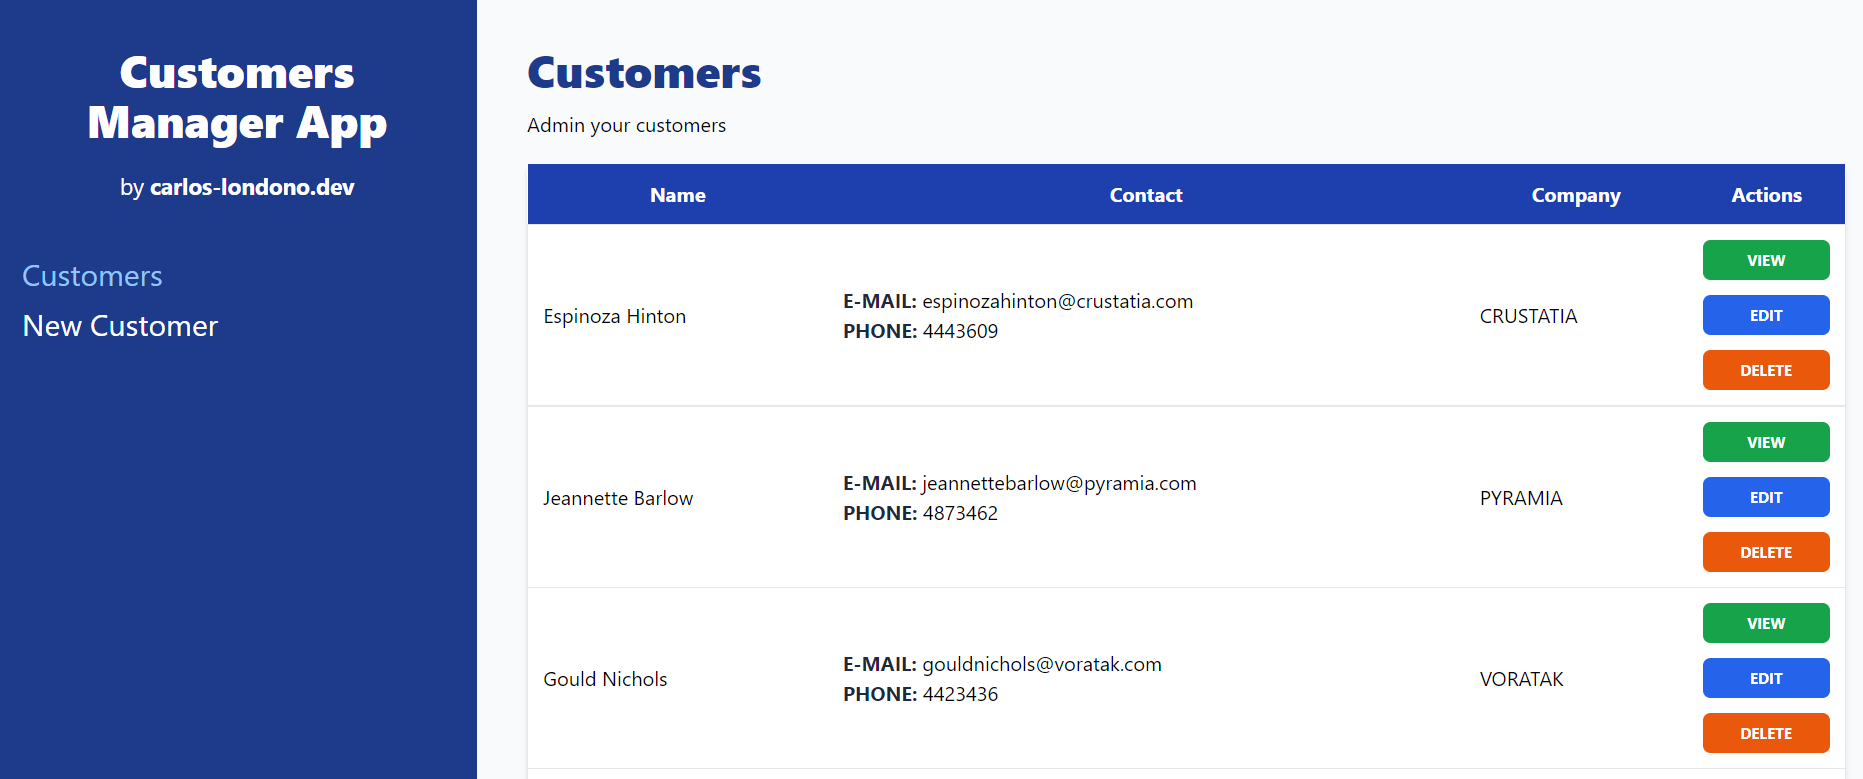 Customers
Manager App
by carlos-londono.dev
Customers
New Customer
Customers
Admin your customers
Name Contact Company Actions
Espinoza Hinton
E-MAIL: espinozahinton@crustatia.com
PHONE: 4443609
CRUSTATIA
VIEW
EDIT
DELETE
Jeannette Barlow
E-MAIL: jeannettebarlow@pyramia.com
PHONE: 4873462
PYRAMIA
VIEW
EDIT
DELETE
Gould Nichols
E-MAIL: gouldnichols@voratak.com
PHONE: 4423436
VORATAK
VIEW
EDIT
DELETE